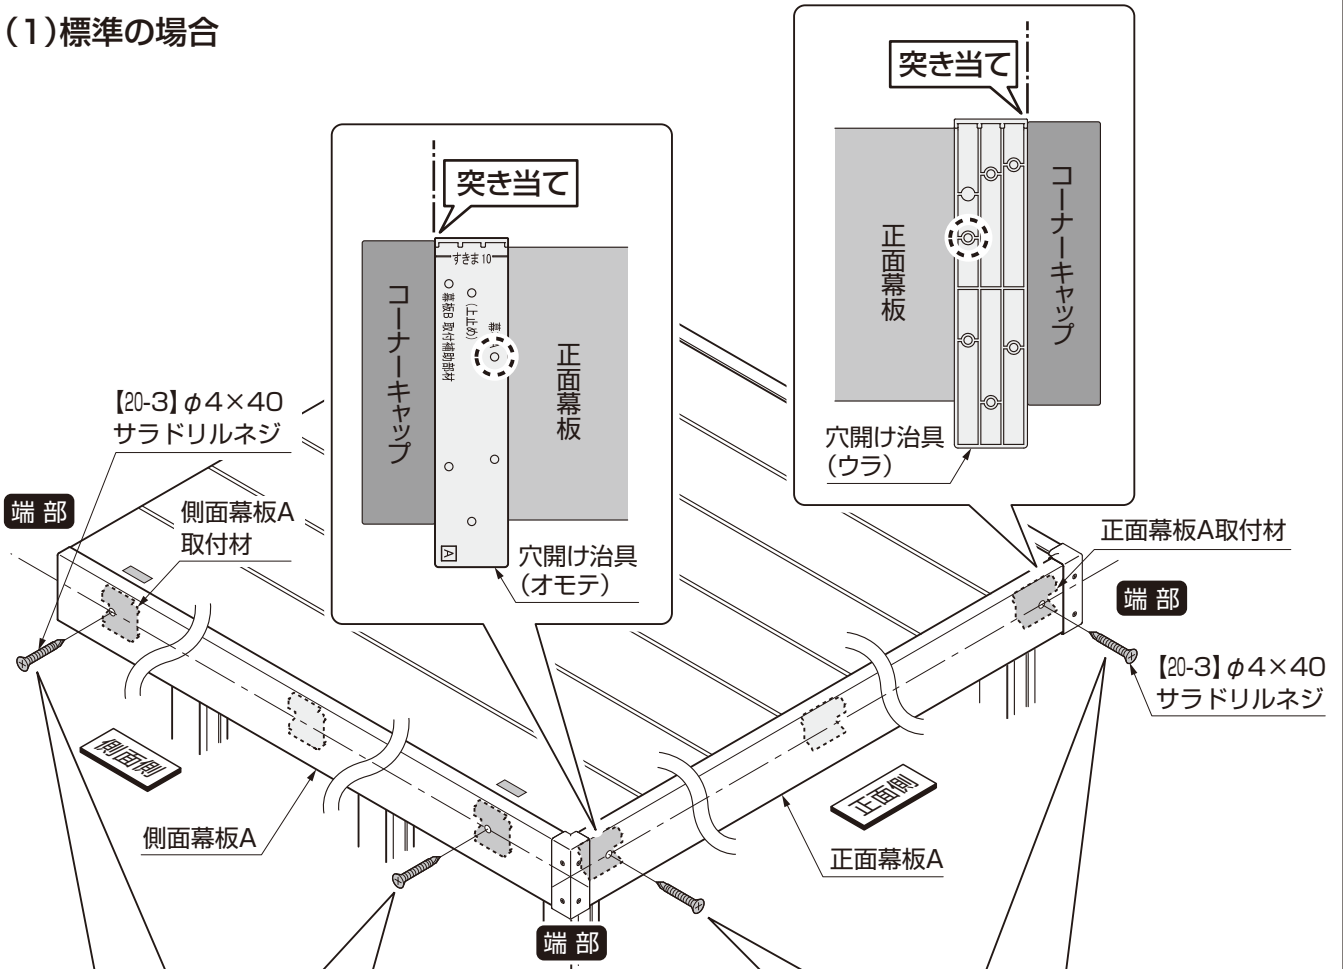 (1)標準の場合
突き当て
コーナーキャップ
正面幕板
穴開け治具
(ウラ)
突き当て
すきま10
幕板B 取付補助部材
(上止め)
幕
コーナーキャップ
正面幕板
A
穴開け治具
(オモテ)
【20-3】φ4×40
サラドリルネジ
端部
側面幕板A
取付材
正面幕板A取付材
端部
【20-3】φ4×40
サラドリルネジ
側面側
側面幕板A
正面側
正面幕板A
端部